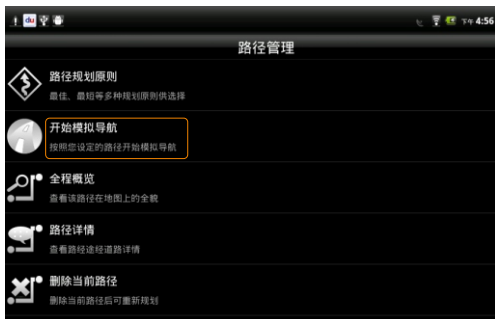 du 下午 4:56
路径管理
路径规划原则
最佳、最短等多种规划原则供选择
开始模拟导航
按照您设定的路径开始模拟导航
全程概览
查看该路径在地图上的全貌
路径详情
查看路径途经道路详情
删除当前路径
删除当前路径后可重新规划